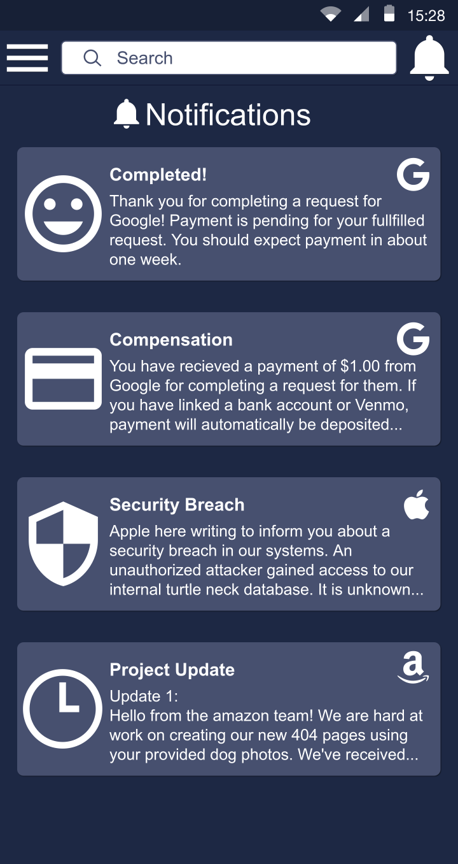 15:28
Search
Notifications
Completed!
Thank you for completing a request for
Google! Payment is pending for your fullfilled
request. You should expect payment in about
one week.
Compensation
You have recieved a payment of $1.00 from
Google for completing a request for them. If
you have linked a bank account or Venmo,
payment will automatically be deposited...
Security Breach
Apple here writing to inform you about a
security breach in our systems. An
unauthorized attacker gained access to our
internal turtle neck database. It is unknown...
Project Update
Update 1:
Hello from the amazon team! We are hard at
work on creating our new 404 pages using
your provided dog photos. We've received...